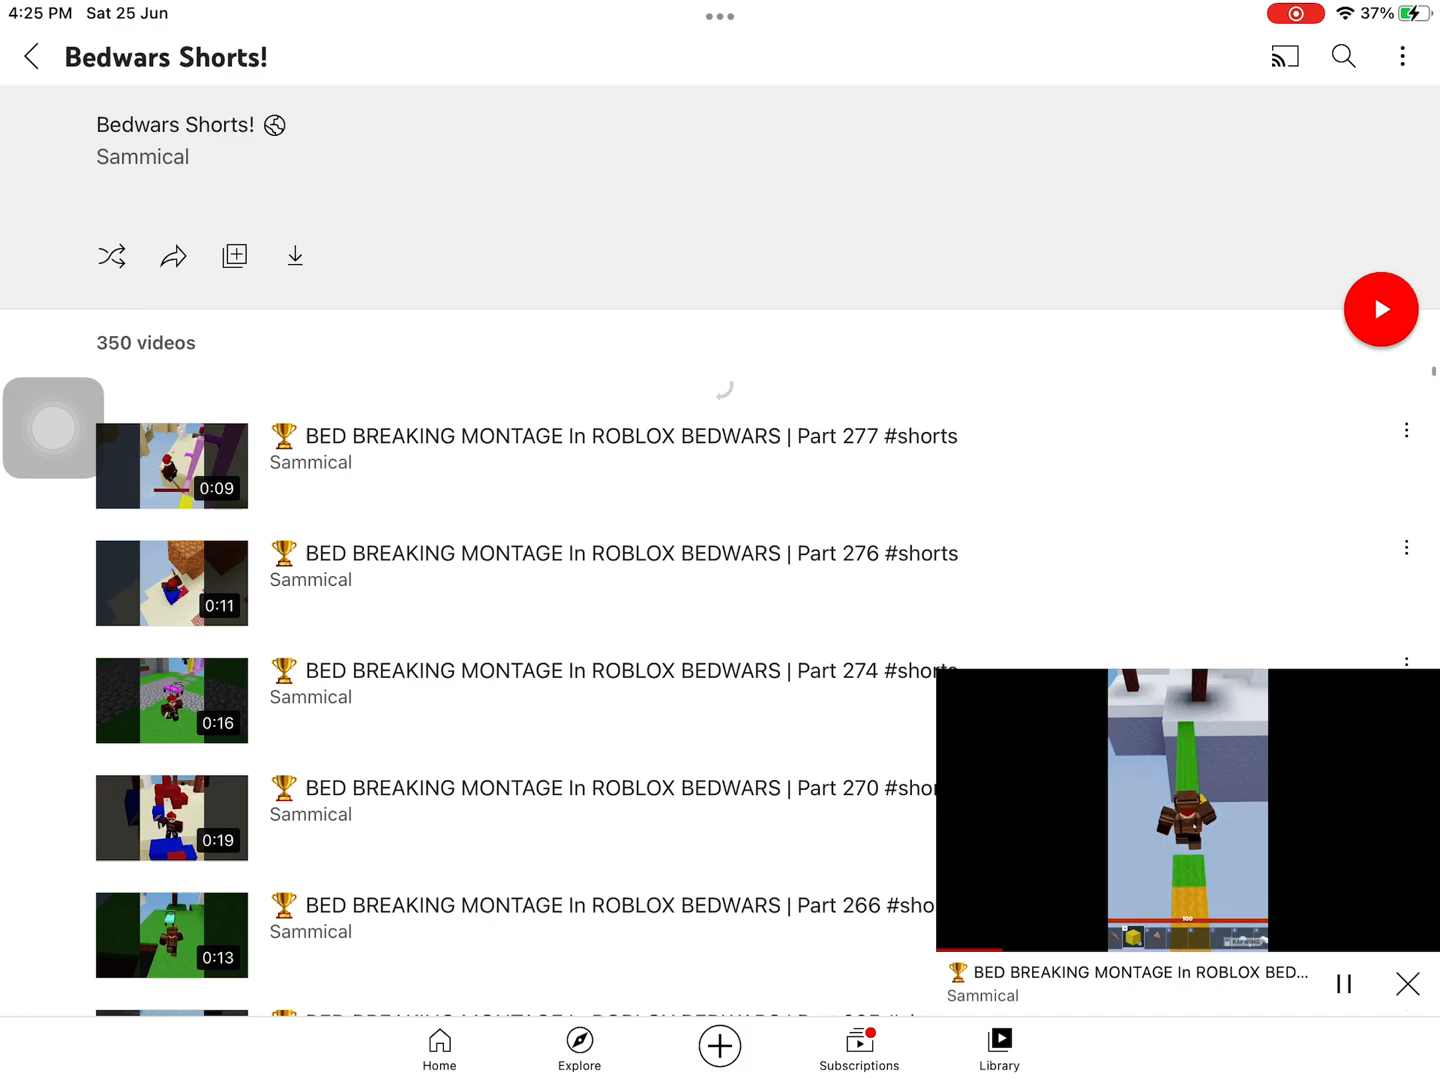 4:25 PM Sat 25 Jun
37%
Bedwars Shorts!
Bedwars Shorts!
Sammical
350 videos
🏆 BED BREAKING MONTAGE In ROBLOX BEDWARS | Part 277 #shorts
Sammical
0:09
🏆 BED BREAKING MONTAGE In ROBLOX BEDWARS | Part 276 #shorts
Sammical
0:11
🏆 BED BREAKING MONTAGE In ROBLOX BEDWARS | Part 274 #shorts
Sammical
0:16
🏆 BED BREAKING MONTAGE In ROBLOX BEDWARS | Part 270 #shor
Sammical
0:19
🏆 BED BREAKING MONTAGE In ROBLOX BEDWARS | Part 266 #sho
Sammical
0:13
100
KAPWING
🏆 BED BREAKING MONTAGE In ROBLOX BED...
Sammical
Home
Explore
Subscriptions
Library